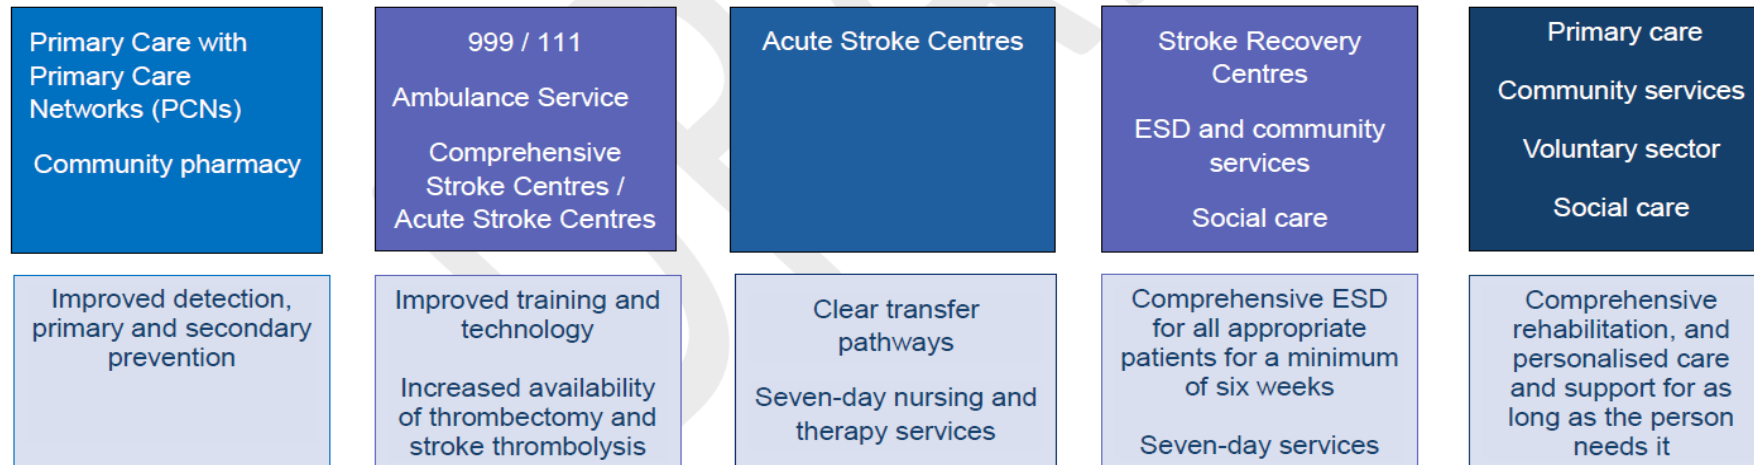 Primary Care with
Primary Care
Networks (PCNs)
Community pharmacy
999 / 111
Ambulance Service
Comprehensive
Stroke Centres /
Acute Stroke Centres
Acute Stroke Centres
Stroke Recovery
Centres
ESD and community
services
Social care
Primary care
Community services
Voluntary sector
Social care
Improved detection,
primary and secondary
prevention
Improved training and
technology
Increased availability
of thrombectomy and
stroke thrombolysis
Clear transfer
pathways
Seven-day nursing and
therapy services
Comprehensive ESD
for all appropriate
patients for a minimum
of six weeks
Seven-day services
Comprehensive
rehabilitation, and
personalised care
and support for as
long as the person
needs it